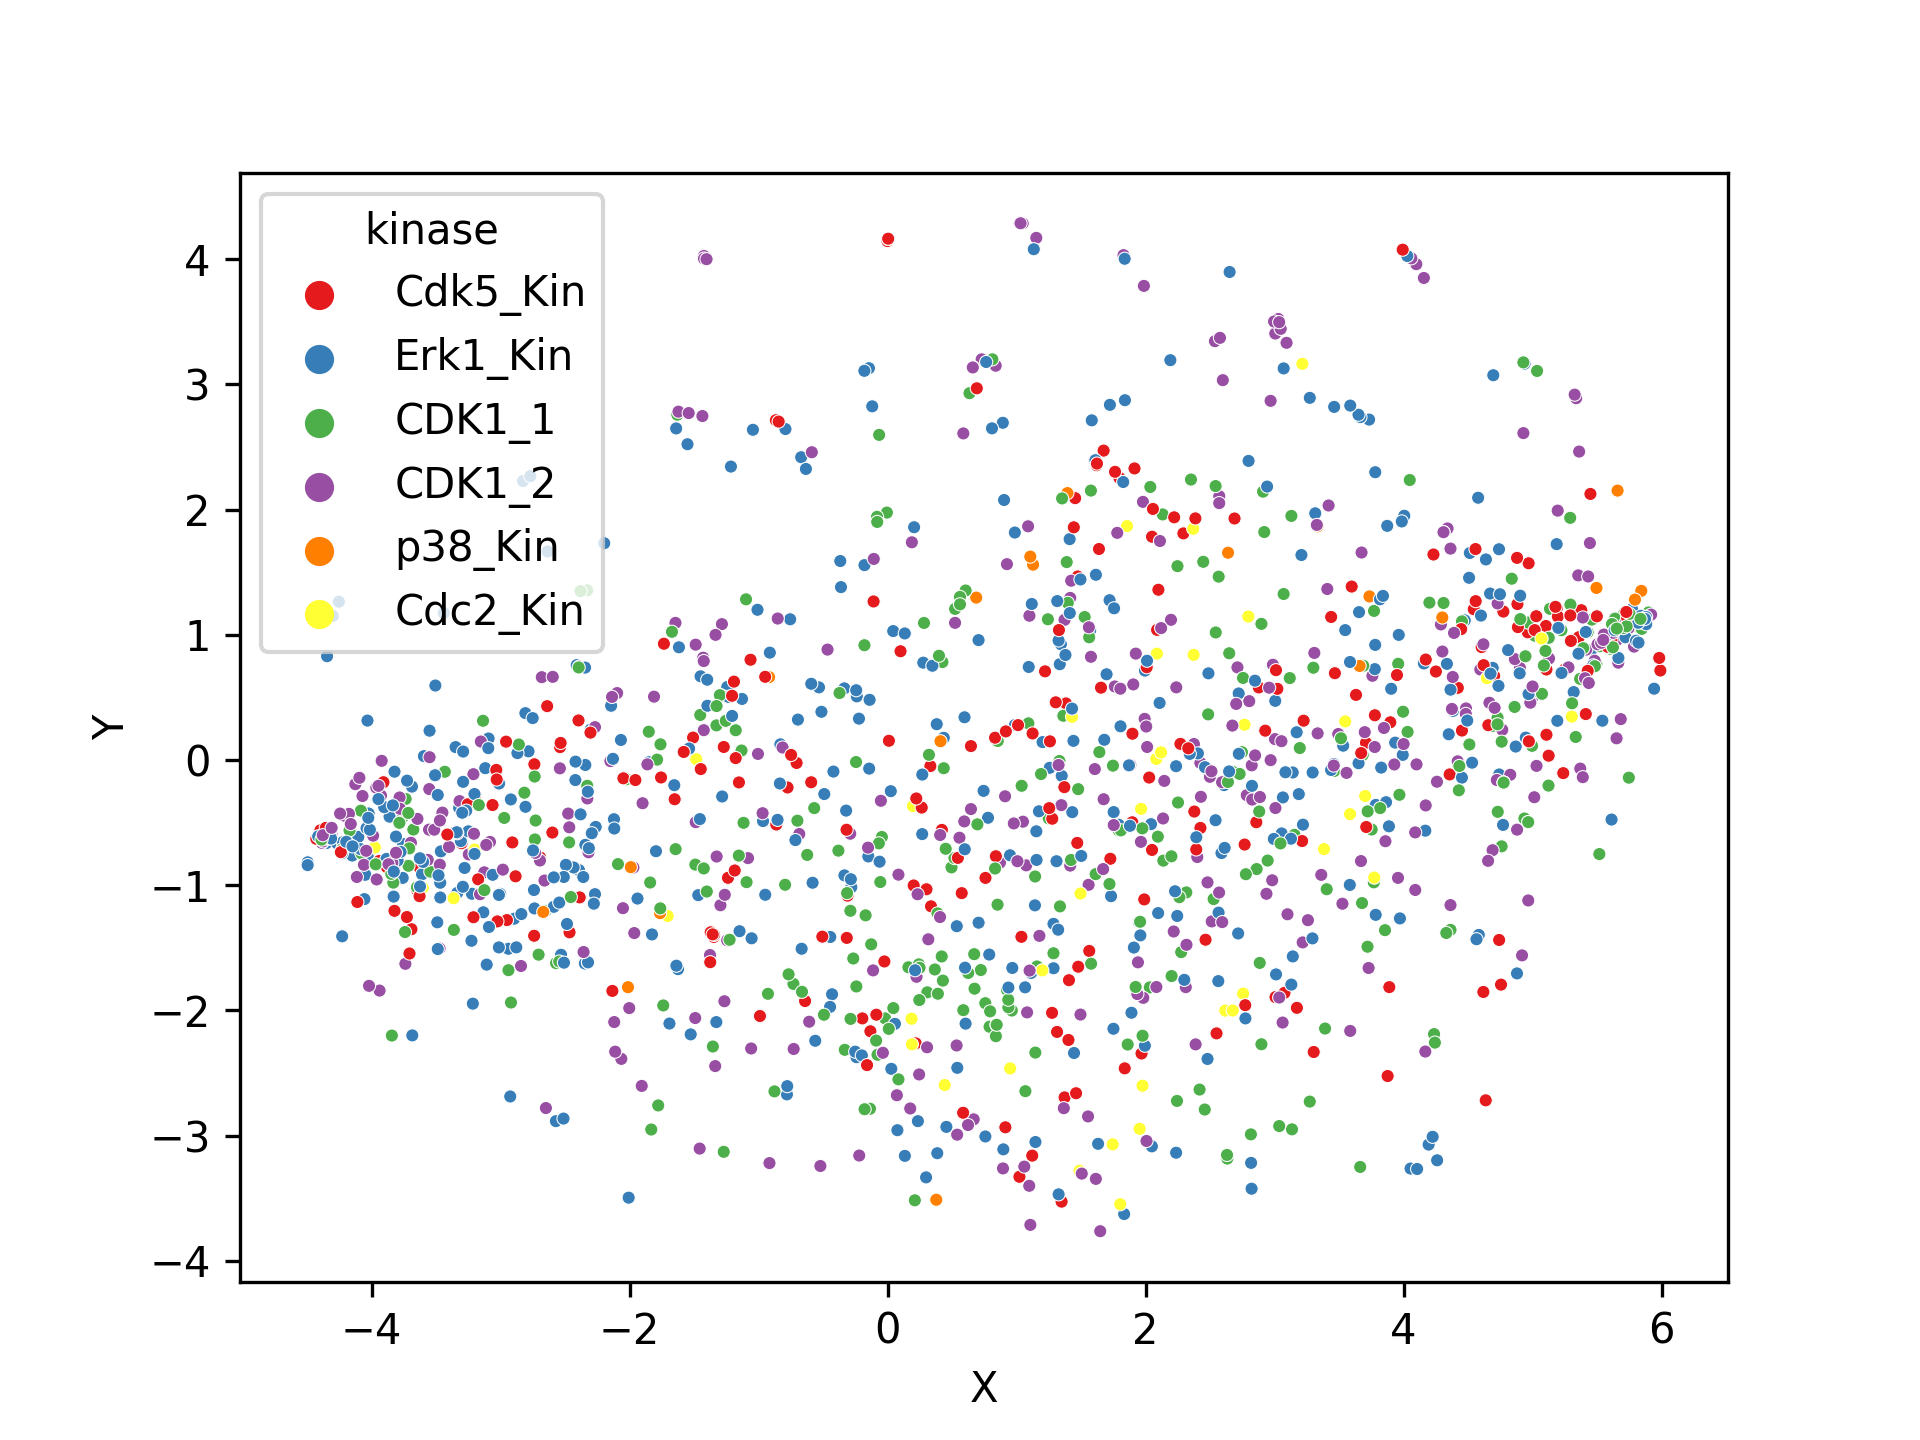 kinase
Cdk5_Kin
Erk1_Kin
CDK1_1
CDK1_2
p38_Kin
Cdc2_Kin
4
3
2
1
0
−1
−2
−3
−4
Y
−4 −2 0 2 4 6
X